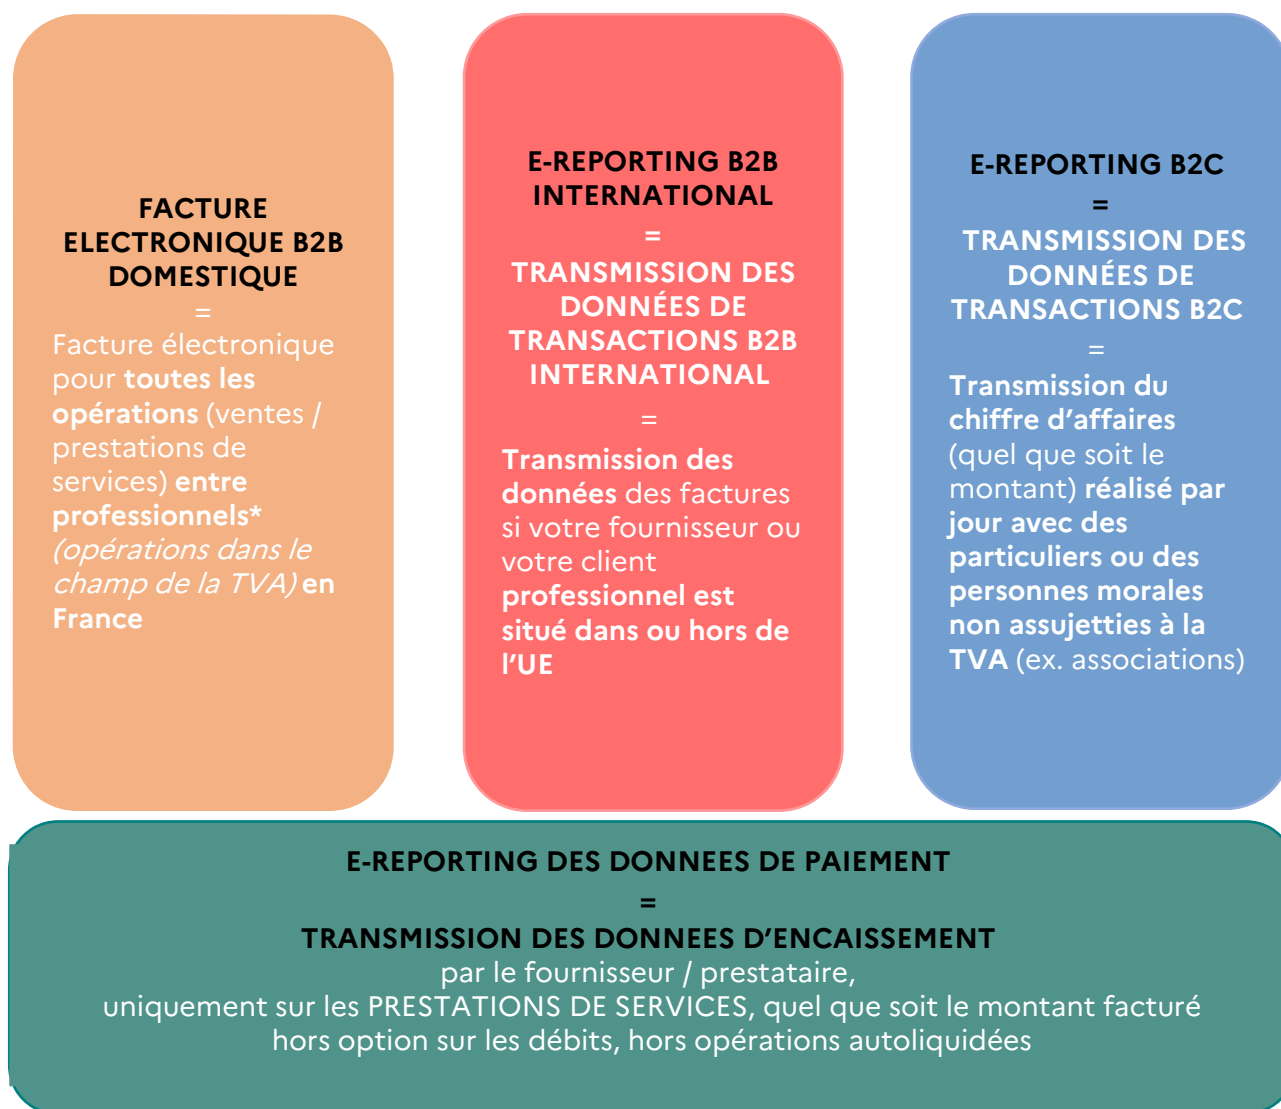 FACTURE
ELECTRONIQUE B2B
DOMESTIQUE
=
Facture électronique
pour toutes les
opérations (ventes /
prestations de
services) entre
professionnels*
(opérations dans le
champ de la TVA) en
France
E-REPORTING B2B
INTERNATIONAL
=
TRANSMISSION DES
DONNÉES DE
TRANSACTIONS B2B
INTERNATIONAL
=
Transmission des
données des factures
si votre fournisseur ou
votre client
professionnel est
situé dans ou hors de
l’UE
E-REPORTING B2C
=
TRANSMISSION DES
DONNÉES DE
TRANSACTIONS B2C
=
Transmission du
chiffre d’affaires
(quel que soit le
montant) réalisé par
jour avec des
particuliers ou des
personnes morales
non assujetties à la
TVA (ex. associations)
E-REPORTING DES DONNEES DE PAIEMENT
=
TRANSMISSION DES DONNEES D’ENCAISSEMENT
par le fournisseur / prestataire,
uniquement sur les PRESTATIONS DE SERVICES, quel que soit le montant facturé
hors option sur les débits, hors opérations autoliquidées